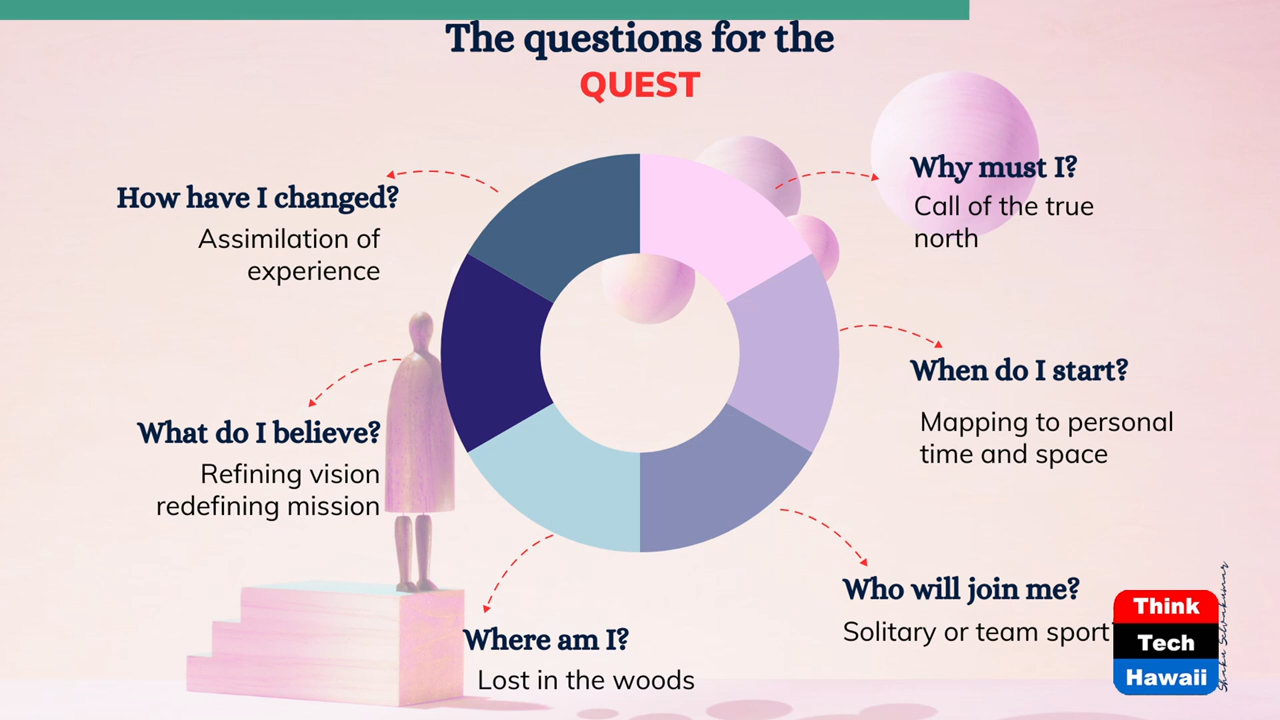 The questions for the
QUEST
Why must I?
Call of the true
north
When do I start?
Mapping to personal
time and space
Who will join me?
Solitary or team sport
Where am I?
Lost in the woods
What do I believe?
Refining vision
redefining mission
How have I changed?
Assimilation of
experience
Think
Tech
Hawaii